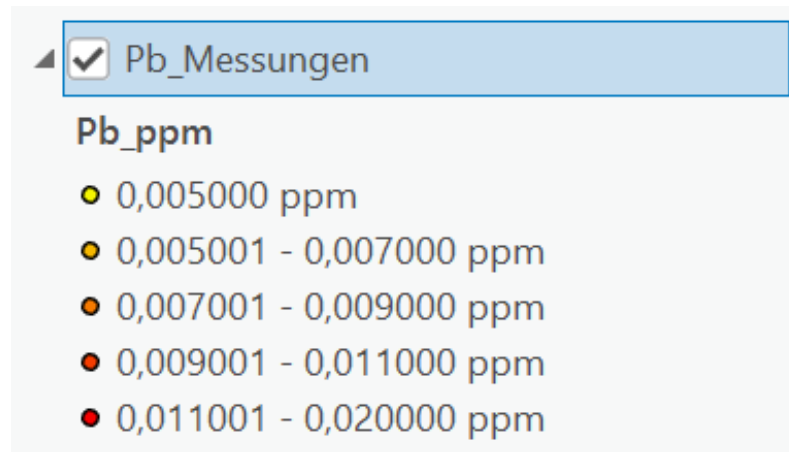 Pb_Messungen
Pb_ppm
0,005000 ppm
0,005001 - 0,007000 ppm
0,007001 - 0,009000 ppm
0,009001 - 0,011000 ppm
0,011001 - 0,020000 ppm